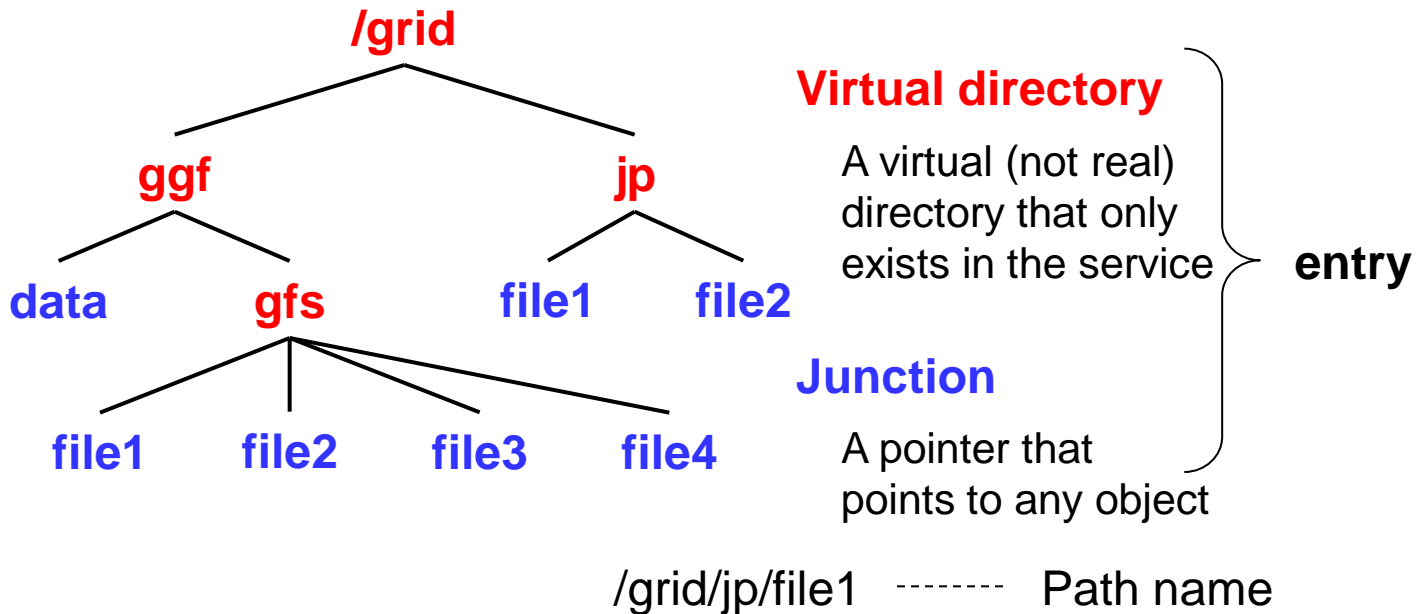 /grid
ggf
jp
data
gfs
file1
file2
file1
file2
file3
file4
Virtual directory
A virtual (not real)
directory that only
exists in the service
Junction
A pointer that
points to any object
entry
/grid/jp/file1 -------- Path name